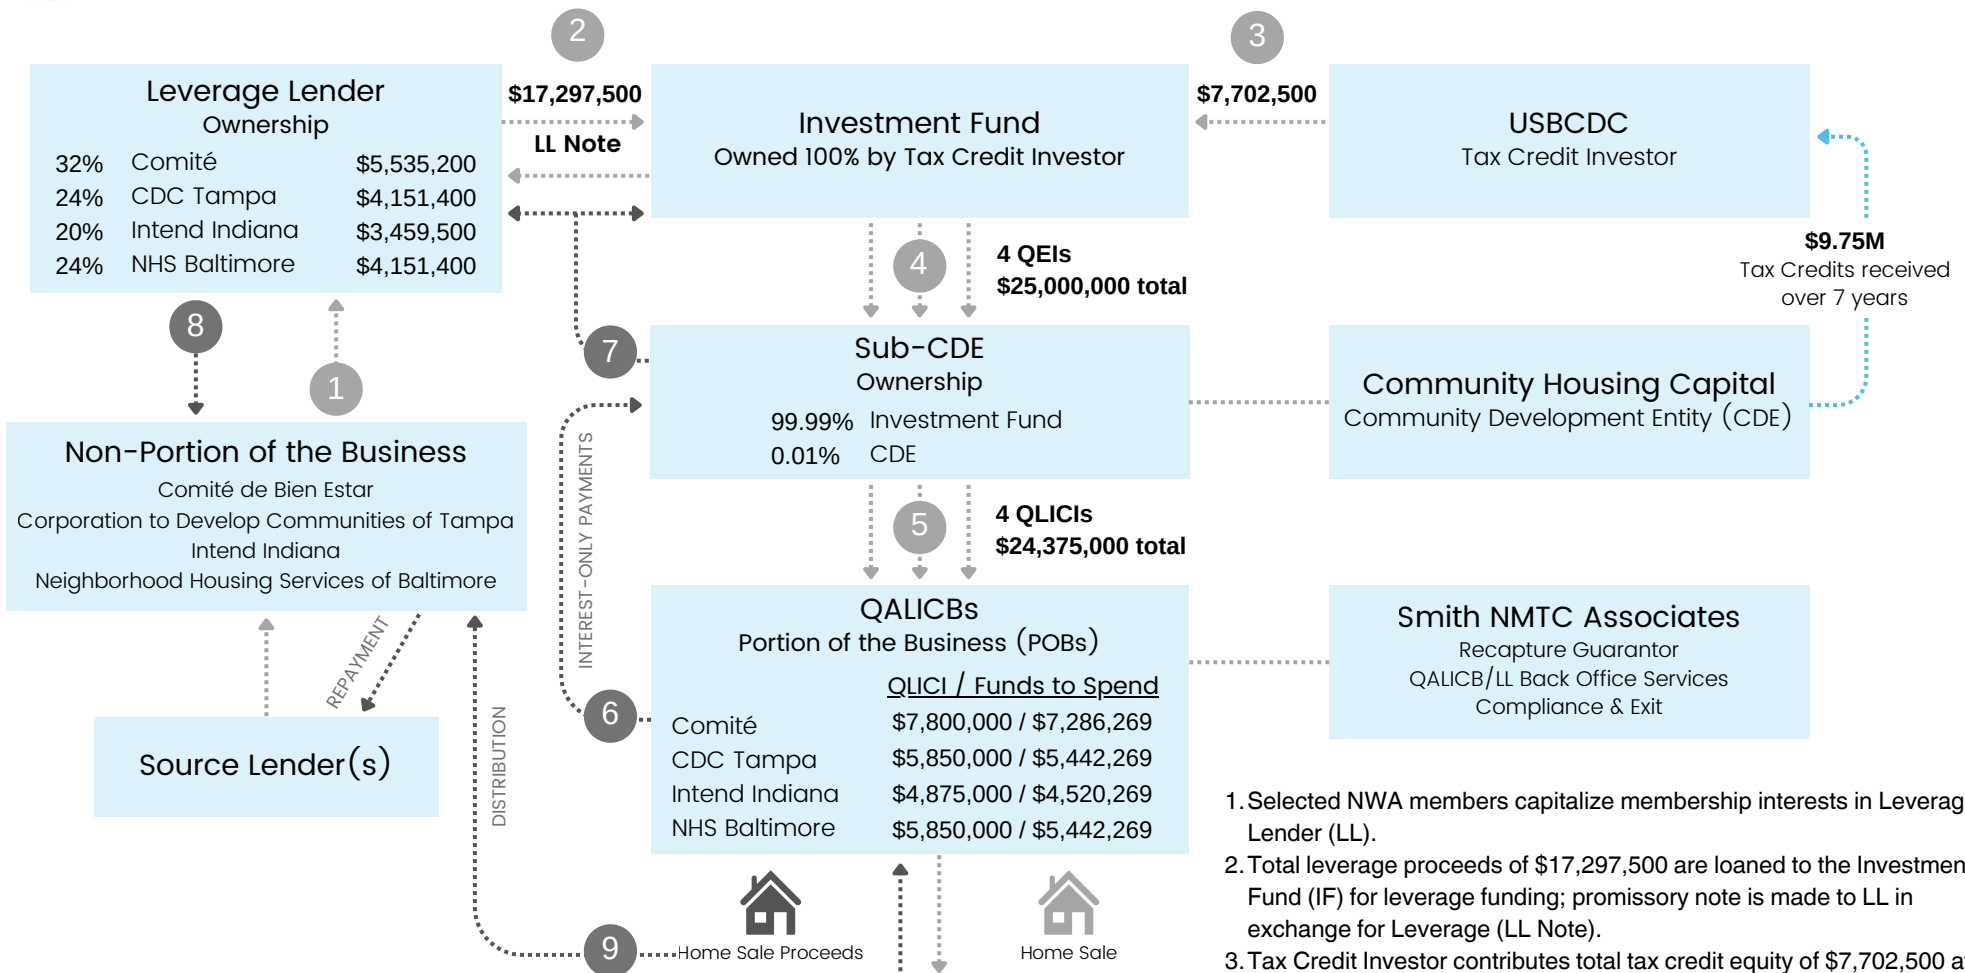 2
3
Leverage Lender
Ownership
32% Comité $5,535,200
24% CDC Tampa $4,151,400
20% Intend Indiana $3,459,500
24% NHS Baltimore $4,151,400
$17,297,500
LL Note
Investment Fund
Owned 100% by Tax Credit Investor
$7,702,500
USBCDC
Tax Credit Investor
4
4 QEIs
$25,000,000 total
$9.75M
Tax Credits received
over 7 years
8
1
7
Sub-CDE
Ownership
99.99% Investment Fund
0.01% CDE
Community Housing Capital
Community Development Entity (CDE)
Non-Portion of the Business
Comité de Bien Estar
Corporation to Develop Communities of Tampa
Intend Indiana
Neighborhood Housing Services of Baltimore
INTEREST-ONLY PAYMENTS
5
4 QLICIs
$24,375,000 total
REPAYMENT
DISTRIBUTION
Source Lender(s)
6
QALICBs
Portion of the Business (POBs)
QLICI / Funds to Spend
Comité $7,800,000 / $7,286,269
CDC Tampa $5,850,000 / $5,442,269
Intend Indiana $4,875,000 / $4,520,269
NHS Baltimore $5,850,000 / $5,442,269
Smith NMTC Associates
Recapture Guarantor
QALICB/LL Back Office Services
Compliance & Exit
9
Home Sale Proceeds
Home Sale
1. Selected NWA members capitalize membership interests in Leverag
Lender (LL).
2. Total leverage proceeds of $17,297,500 are loaned to the Investmen
Fund (IF) for leverage funding; promissory note is made to LL in
exchange for Leverage (LL Note).
3. Tax Credit Investor contributes total tax credit equity of $7,702,500 a